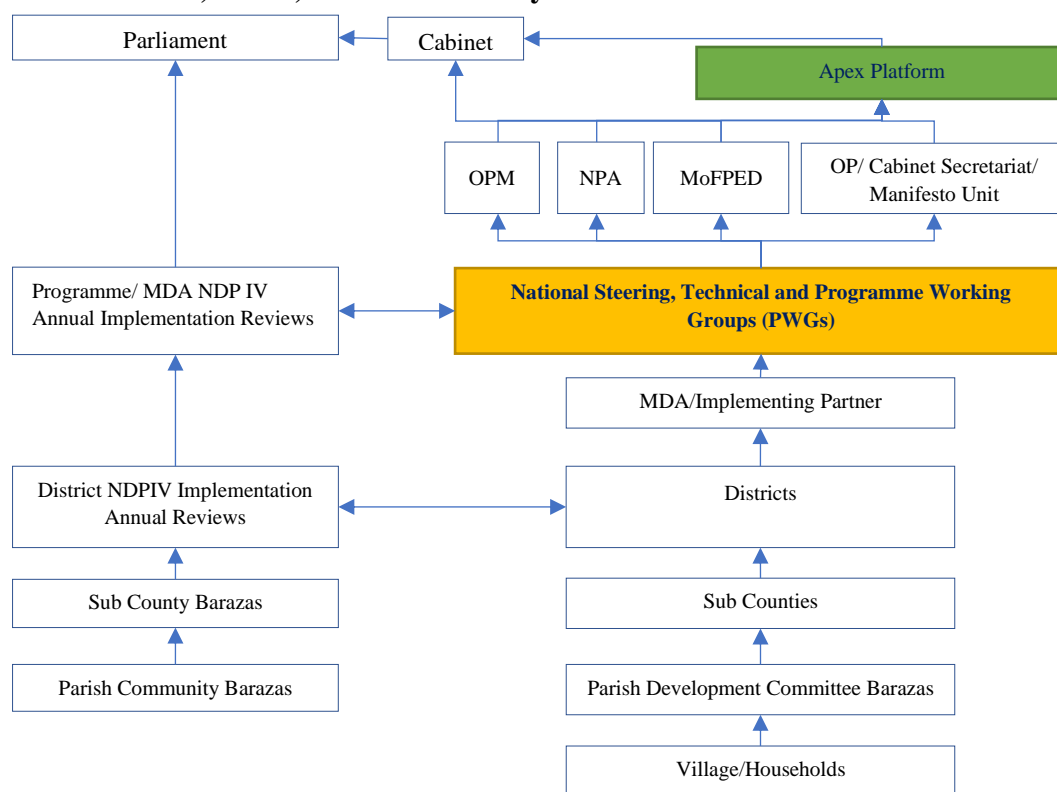 Parliament
Cabinet
Apex Platform
OPM
NPA
MoFPED
OP/ Cabinet Secretariat/
Manifesto Unit
Programme/ MDA NDP IV
Annual Implementation Reviews
National Steering, Technical and Programme Working
Groups (PWGs)
MDA/Implementing Partner
District NDPIV Implementation
Annual Reviews
Districts
Sub County Barazas
Sub Counties
Parish Community Barazas
Parish Development Committee Barazas
Village/Households